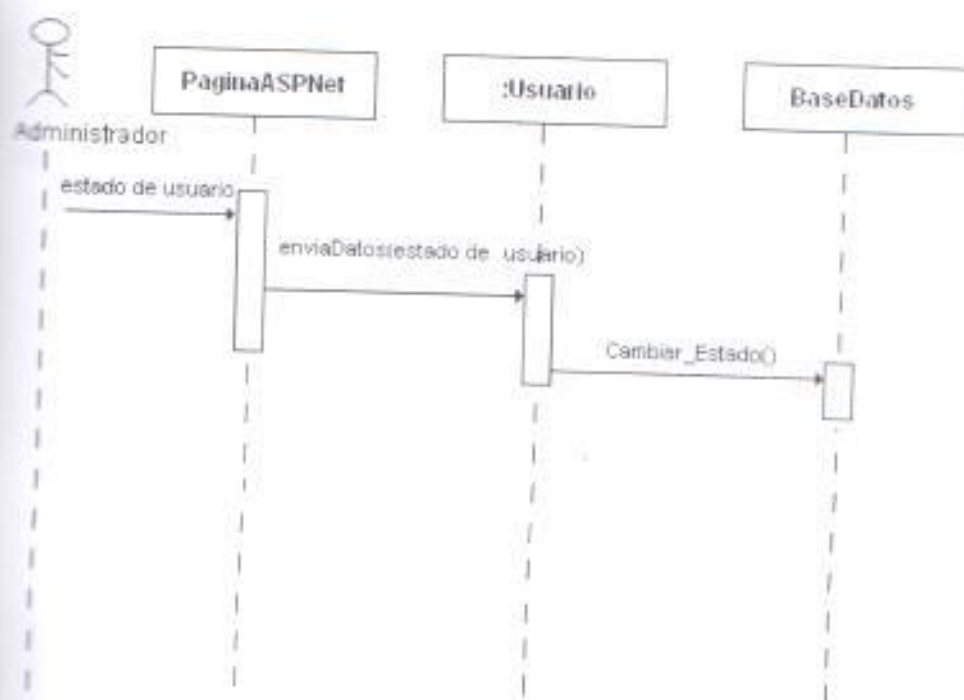 PaginaASPNet
:Usuario
BaseDatos
Administrador
estado de usuario
enviaDatos(estado de usuario)
Cambiar_Estado()